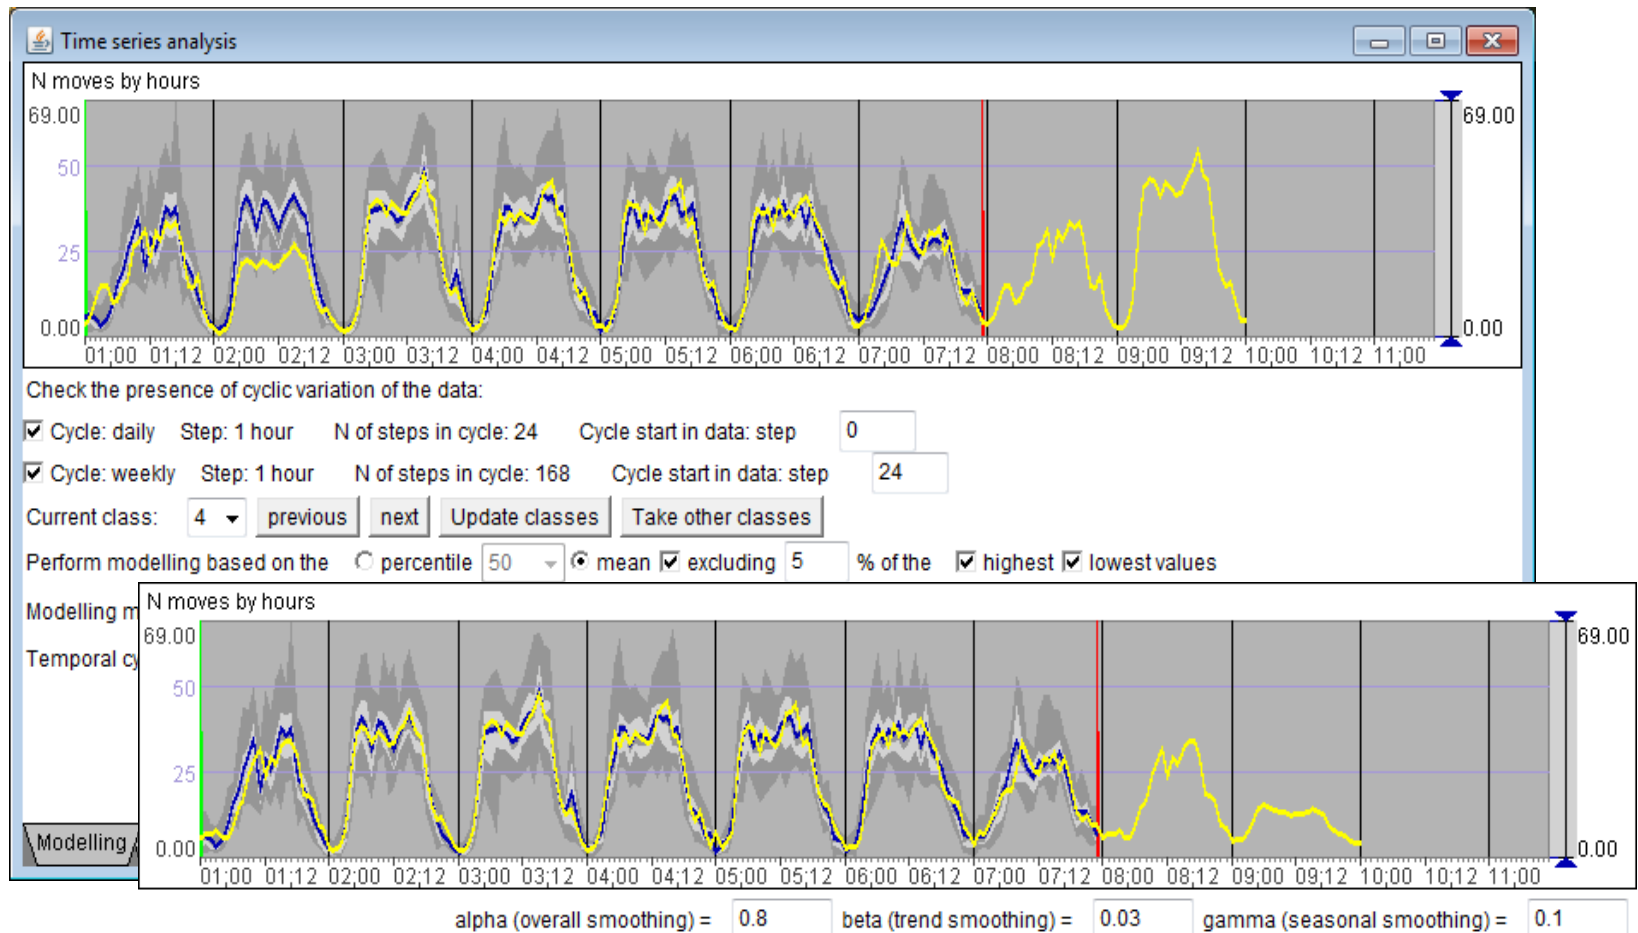 Time series analysis
N moves by hours
69.00 69.00
50
25
0.00 0.00
01;00 01;12 02;00 02;12 03;00 03;12 04;00 04;12 05;00 05;12 06;00 06;12 07;00 07;12 08;00 08;12 09;00 09;12 10;00 10;12 11;00
Check the presence of cyclic variation of the data:
Cycle: daily Step: 1 hour N of steps in cycle: 24 Cycle start in data: step 0
Cycle: weekly Step: 1 hour N of steps in cycle: 168 Cycle start in data: step 24
Current class: 4 previous next Update classes Take other classes
Perform modelling based on the percentile 50 mean excluding 5 % of the highest lowest values
Modelling m
Temporal cy
Modelling
N moves by hours
69.00 69.00
50
25
0.00 0.00
01;00 01;12 02;00 02;12 03;00 03;12 04;00 04;12 05;00 05;12 06;00 06;12 07;00 07;12 08;00 08;12 09;00 09;12 10;00 10;12 11;00
alpha (overall smoothing) = 0.8 beta (trend smoothing) = 0.03 gamma (seasonal smoothing) = 0.1